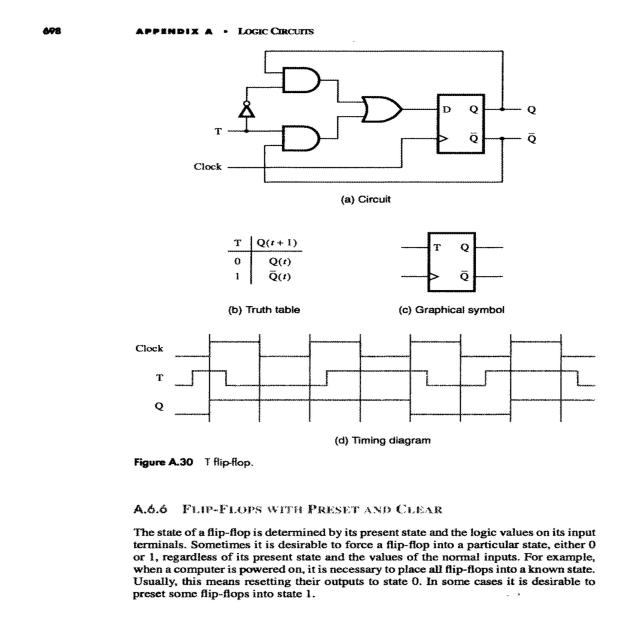 698 APPENDIX A • LOGIC CIRCUITS
D Q Q
T
Q̅ Q̅
Clock
(a) Circuit
T Q(t + 1)
0 Q(t)
1 Q̅(t)
T Q
Q̅
(b) Truth table
(c) Graphical symbol
Clock
T
Q
(d) Timing diagram
Figure A.30 T flip-flop.
A.6.6 FLIP-FLOPS WITH PRESET AND CLEAR
The state of a flip-flop is determined by its present state and the logic values on its input
terminals. Sometimes it is desirable to force a flip-flop into a particular state, either 0
or 1, regardless of its present state and the values of the normal inputs. For example,
when a computer is powered on, it is necessary to place all flip-flops into a known state.
Usually, this means resetting their outputs to state 0. In some cases it is desirable to
preset some flip-flops into state 1.